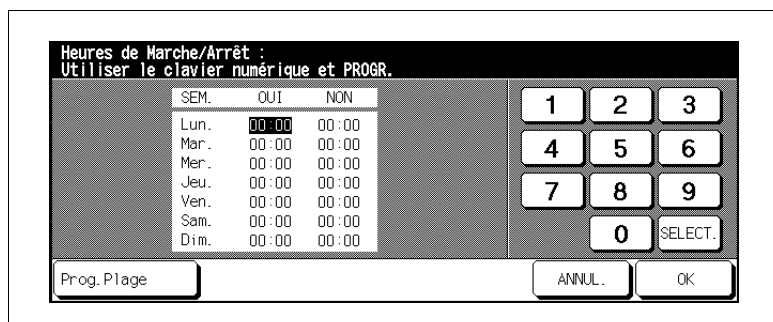 Heures de Marche/Arrêt :
Utiliser le clavier numérique et PROGR.
SEM. OUI NON
Lun. 00:00 00:00
Mar. 00:00 00:00
Mer. 00:00 00:00
Jeu. 00:00 00:00
Ven. 00:00 00:00
Sam. 00:00 00:00
Dim. 00:00 00:00
1 2 3
4 5 6
7 8 9
0 SELECT.
Prog.Plage ANNUL. OK